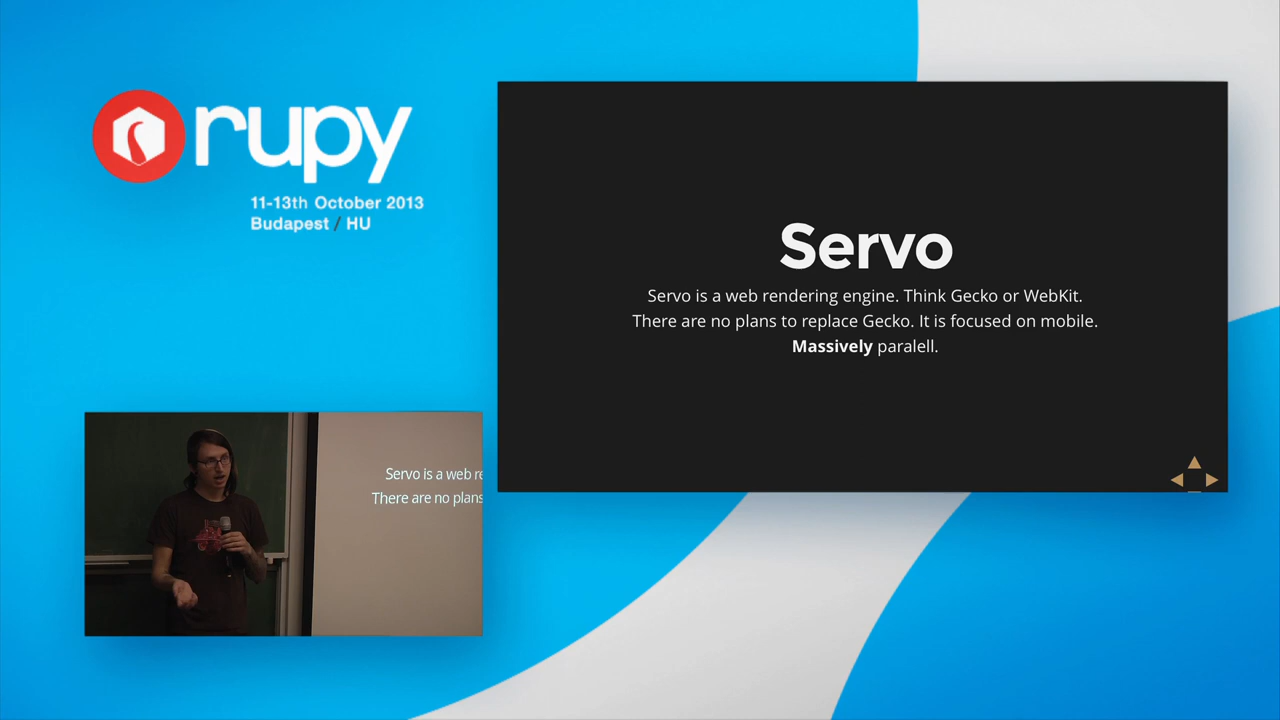 rupy
11-13th October 2013
Budapest / HU
Servo
Servo is a web rendering engine. Think Gecko or WebKit.
There are no plans to replace Gecko. It is focused on mobile.
Massively paralell.
Servo is a web re
There are no plans